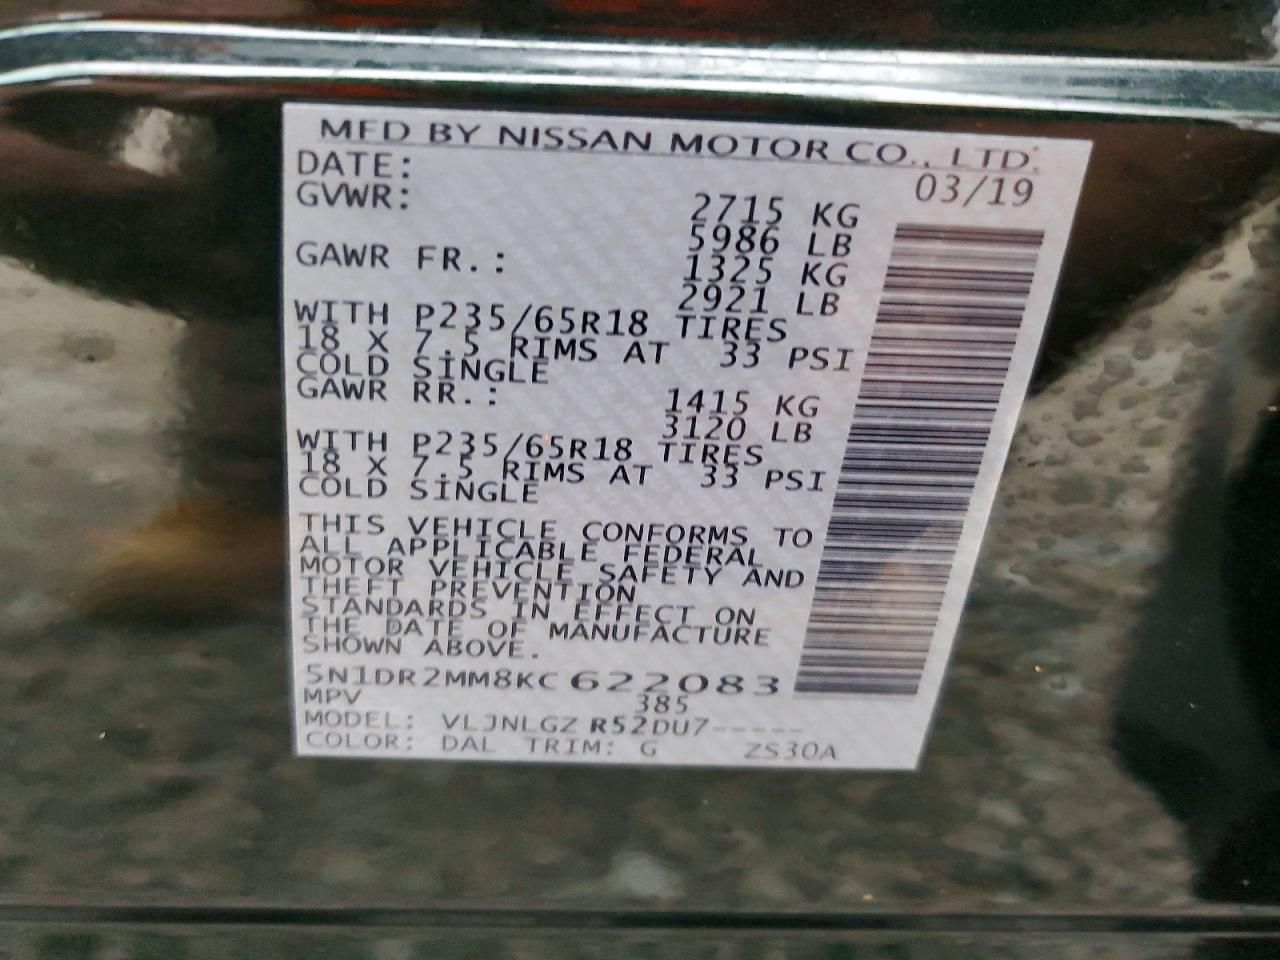 MFD BY NISSAN MOTOR CO., LTD.
DATE: 03/19
GVWR: 2715 KG
5986 LB
GAWR FR.: 1325 KG
2921 LB
WITH P235/65R18 TIRES
18 X 7.5 RIMS AT 33 PSI
COLD SINGLE
GAWR RR.: 1415 KG
3120 LB
WITH P235/65R18 TIRES
18 X 7.5 RIMS AT 33 PSI
COLD SINGLE
THIS VEHICLE CONFORMS TO
ALL APPLICABLE FEDERAL
MOTOR VEHICLE SAFETY AND
THEFT PREVENTION
STANDARDS IN EFFECT ON
THE DATE OF MANUFACTURE
SHOWN ABOVE.
5N1DR2MM8KC622083
MPV 385
MODEL: VLJNLGZ R52DU7-----
COLOR: DAL TRIM: G ZS30A